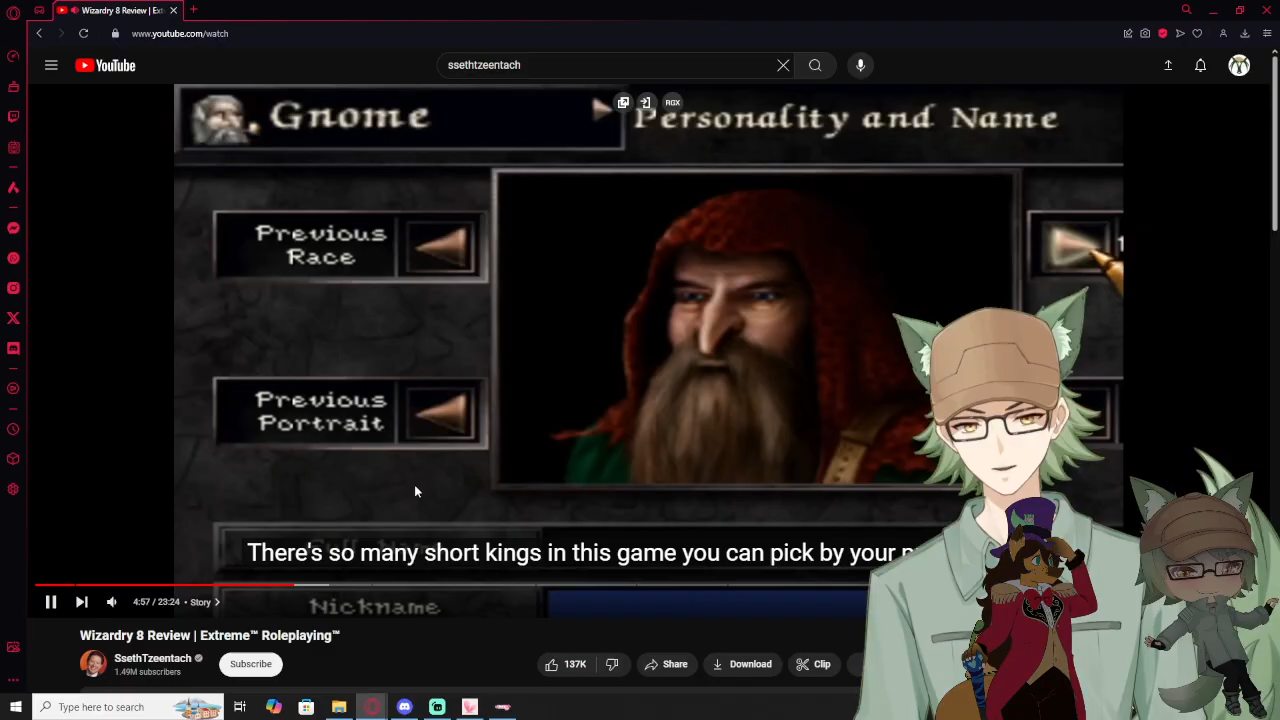 Wizardry 8 Review | Ext
www.youtube.com/watch
YouTube
ssethtzeentach
RGX
Gnome
Personality and Name
Previous
Race
Previous
Portrait
There's so many short kings in this game you can pick by your
Nickname
4:57 / 23:24 • Story
Wizardry 8 Review | Extreme™ Roleplaying™
SsethTzeentach
1.49M subscribers
Subscribe
137K
Share
Download
Clip
Type here to search